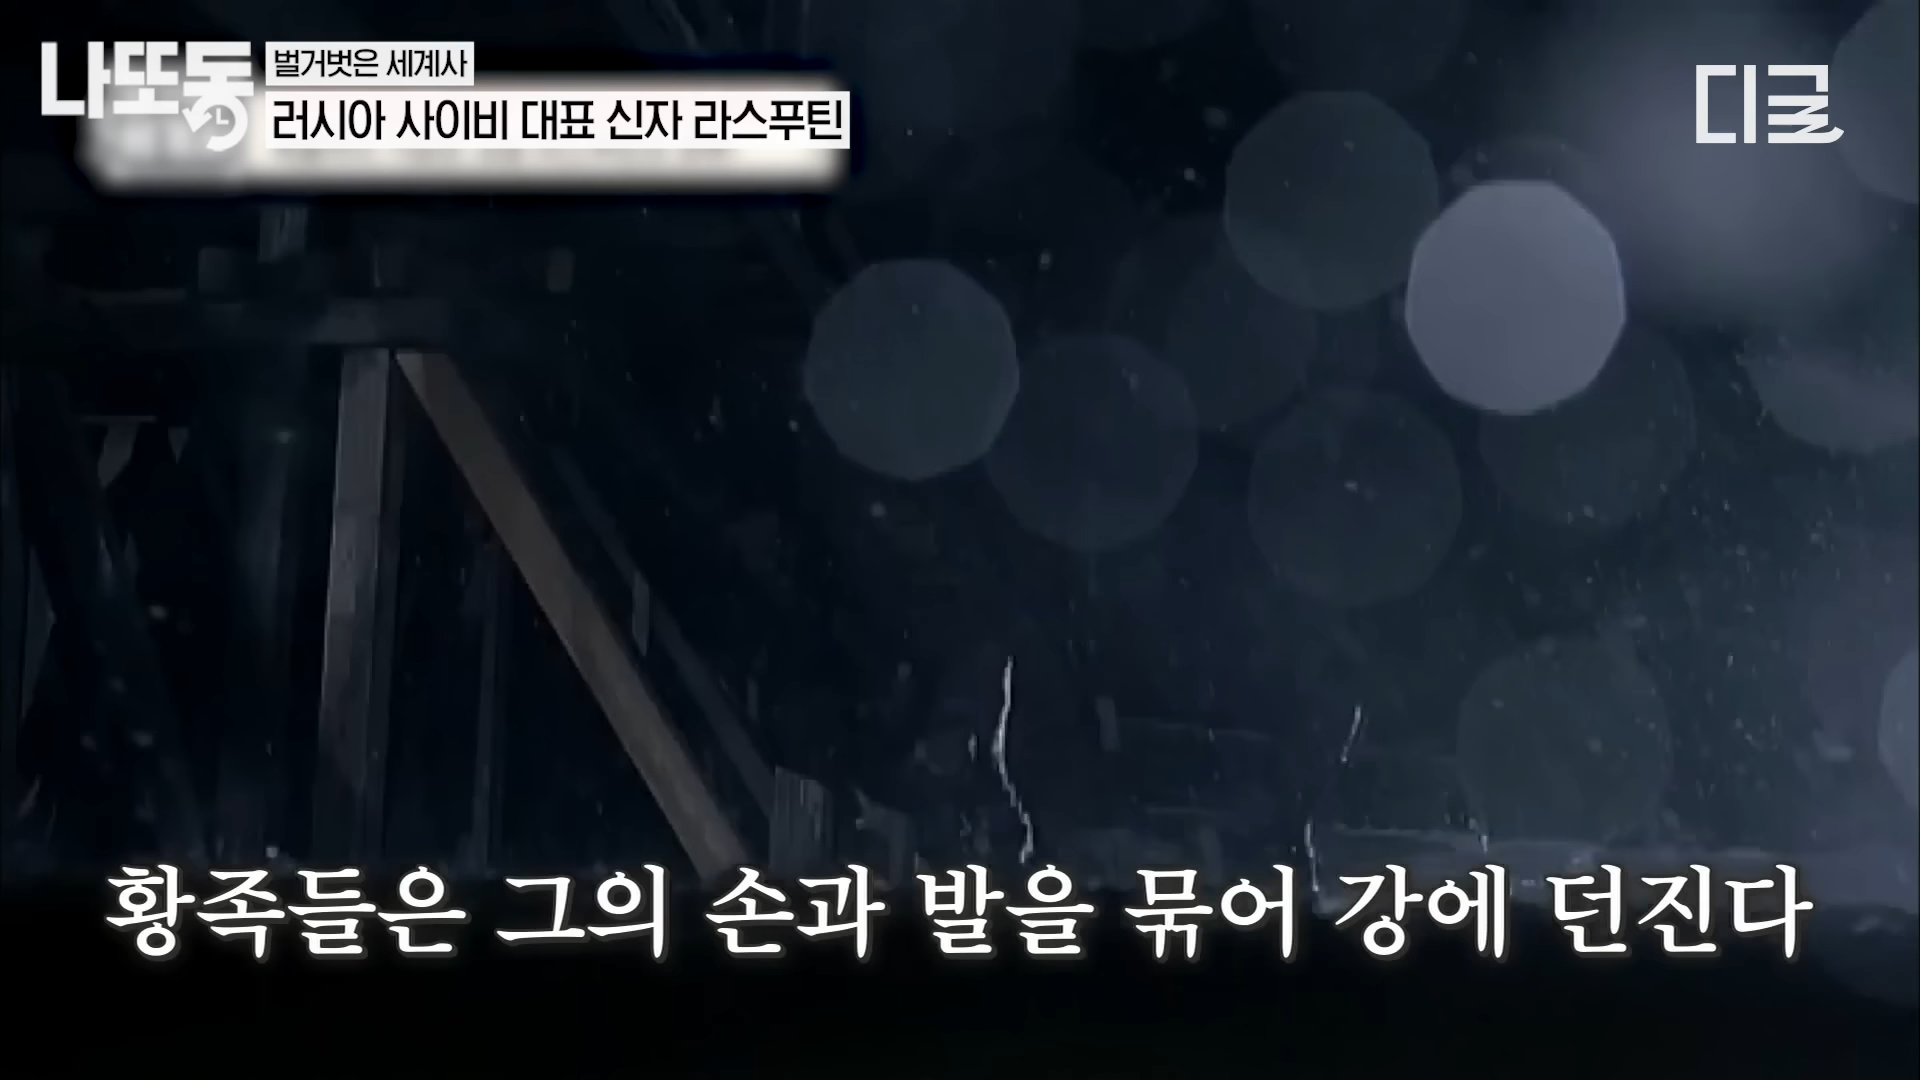 나또동
벌거벗은 세계사
러시아 사이비 대표 신자 라스푸틴
디글
황족들은 그의 손과 발을 묶어 강에 던진다